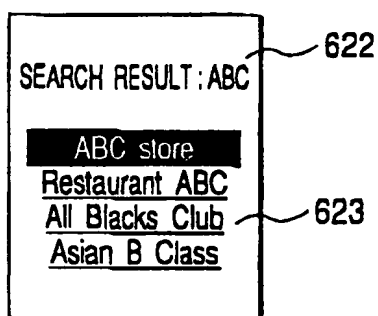 622
SEARCH RESULT : ABC
ABC store
Restaurant ABC
All Blacks Club
623
Asian B Class